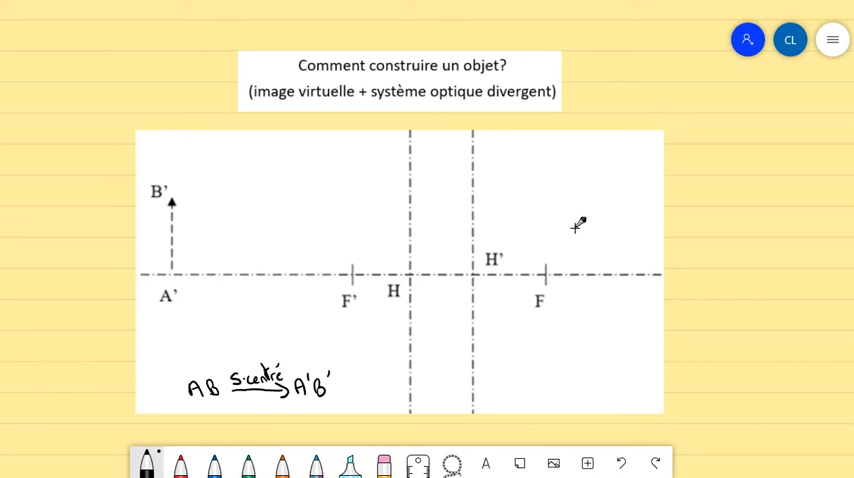 CL
Comment construire un objet?
(image virtuelle + système optique divergent)
B’
H’
A’
F’
H
F
AB s.centré A'B'
A